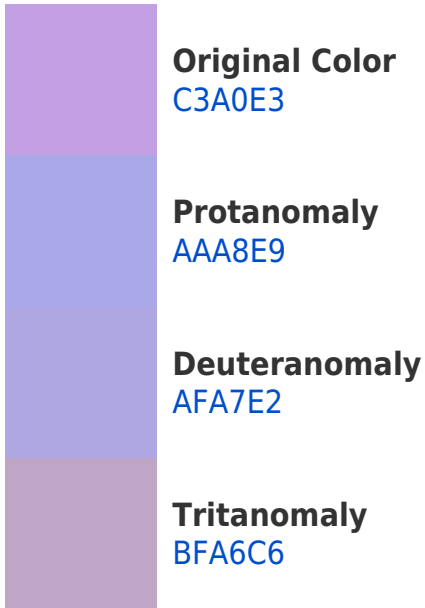 Original Color
C3A0E3
Protanomaly
AAA8E9
Deuteranomaly
AFA7E2
Tritanomaly
BFA6C6